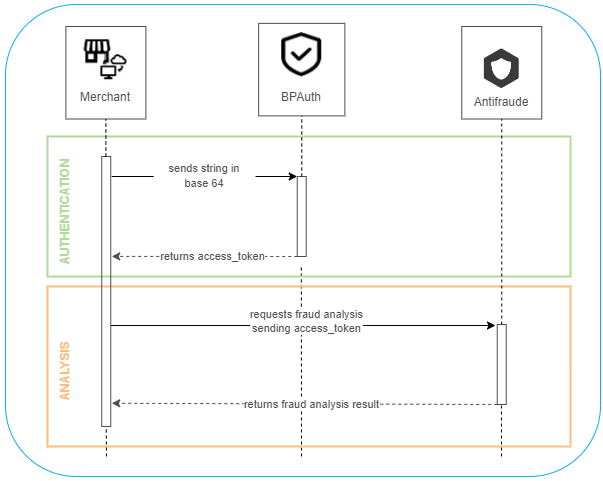 Merchant
BPAuth
Antifraude
AUTHENTICATION
sends string in
base 64
returns access_token
ANALYSIS
requests fraud analysis
sending access_token
returns fraud analysis result